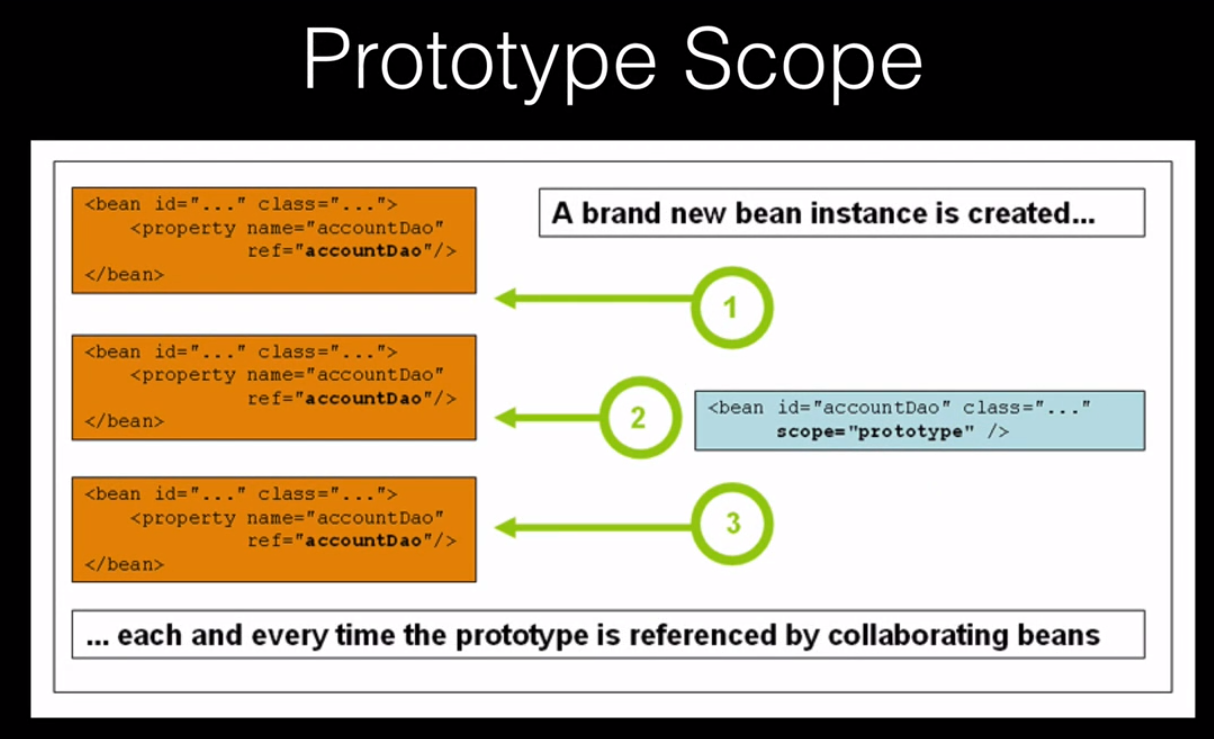 Prototype Scope
<bean id="..." class="...">
<property name="accountDao"
ref="accountDao"/>
</bean>
A brand new bean instance is created...
1
<bean id="..." class="...">
<property name="accountDao"
ref="accountDao"/>
</bean>
2
<bean id="accountDao" class="..."
scope="prototype" />
<bean id="..." class="...">
<property name="accountDao"
ref="accountDao"/>
</bean>
3
... each and every time the prototype is referenced by collaborating beans